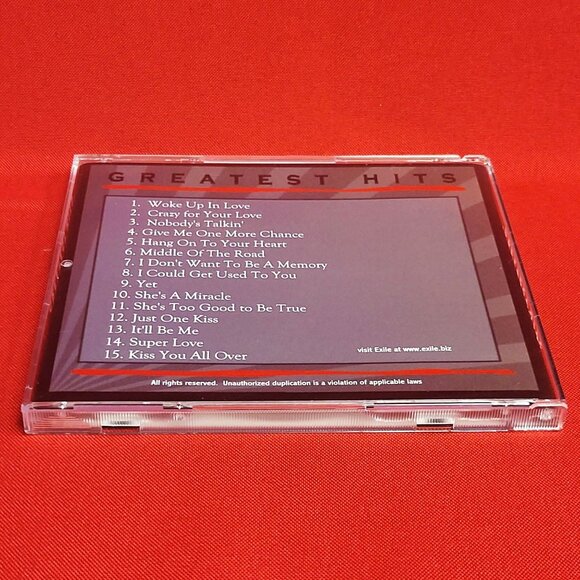 GREATEST HITS
1. Woke Up In Love
2. Crazy for Your Love
3. Nobody's Talkin'
4. Give Me One More Chance
5. Hang On To Your Heart
6. Middle Of The Road
7. I Don't Want To Be A Memory
8. I Could Get Used To You
9. Yet
10. She's A Miracle
11. She's Too Good to Be True
12. Just One Kiss
13. It'll Be Me
14. Super Love
15. Kiss You All Over
visit Exile at www.exile.biz
All rights reserved. Unauthorized duplication is a violation of applicable laws